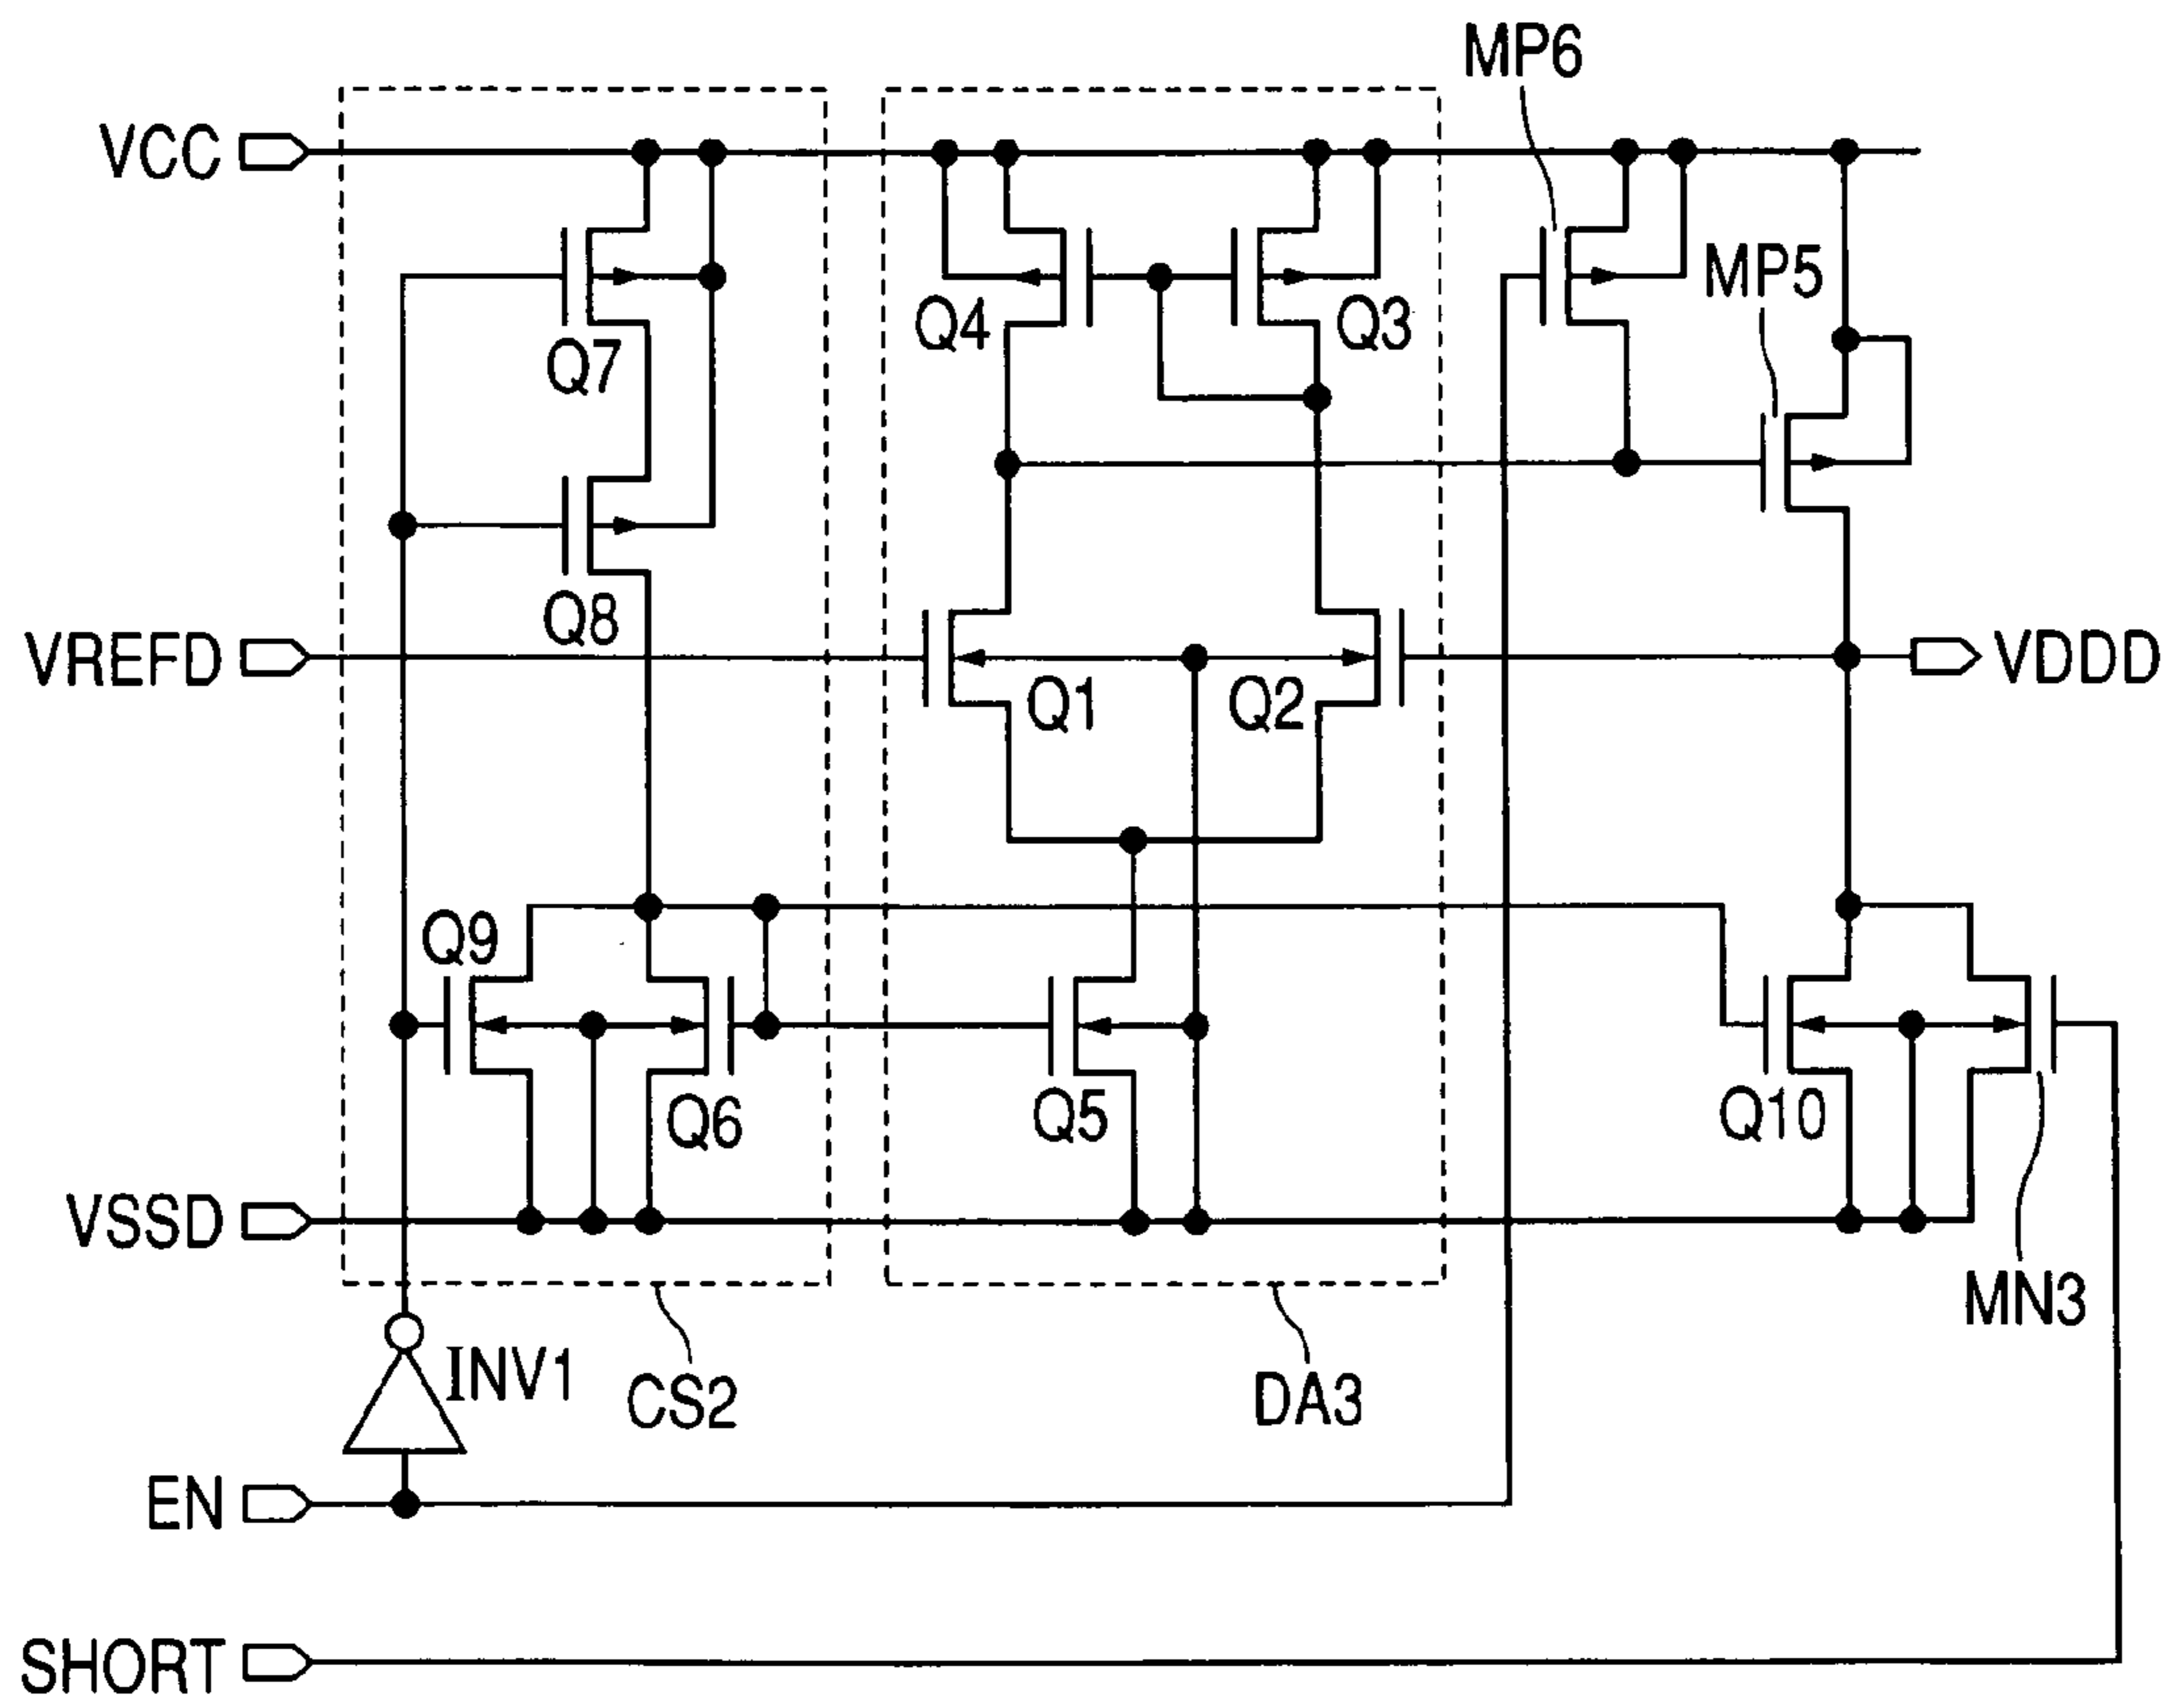 MP6
VCC
MP5
Q4
Q3
Q7
Q8
VREFD
VDDD
Q1
Q2
Q9
Q6
Q5
Q10
VSSD
MN3
INV1
CS2
DA3
EN
SHORT